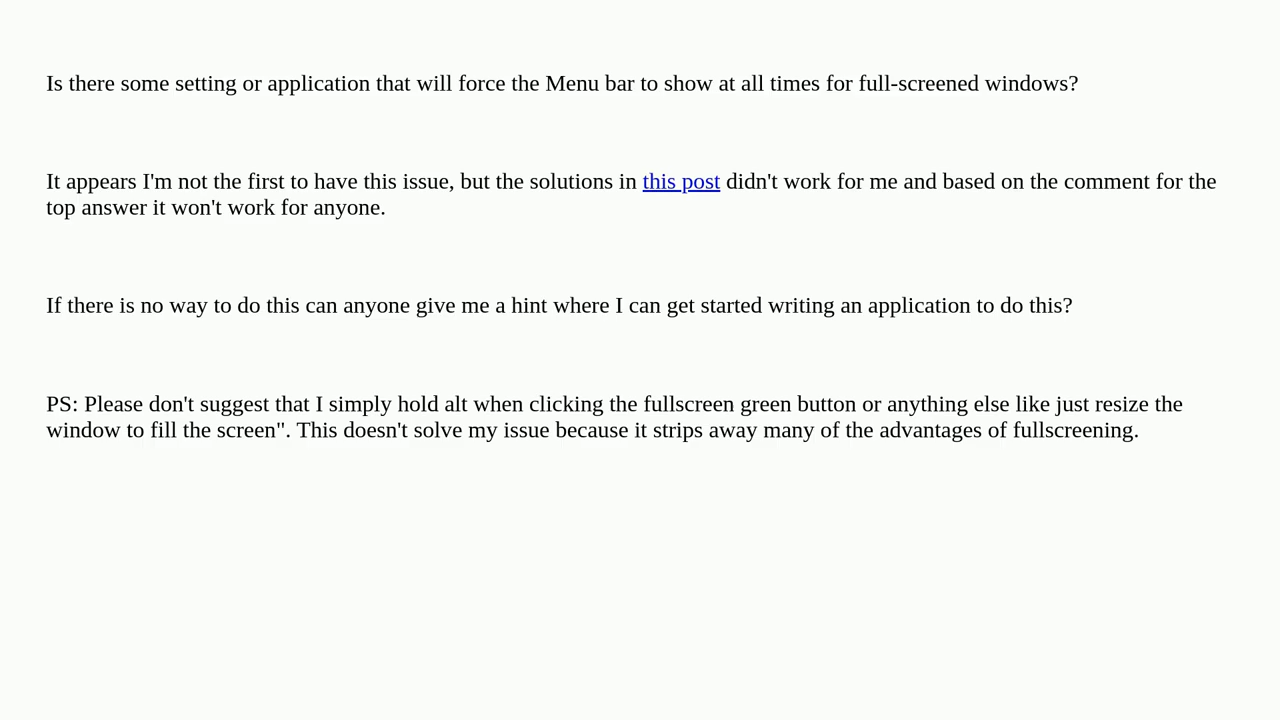 Is there some setting or application that will force the Menu bar to show at all times for full-screened windows?
It appears I'm not the first to have this issue, but the solutions in this post didn't work for me and based on the comment for the
top answer it won't work for anyone.
If there is no way to do this can anyone give me a hint where I can get started writing an application to do this?
PS: Please don't suggest that I simply hold alt when clicking the fullscreen green button or anything else like just resize the
window to fill the screen". This doesn't solve my issue because it strips away many of the advantages of fullscreening.